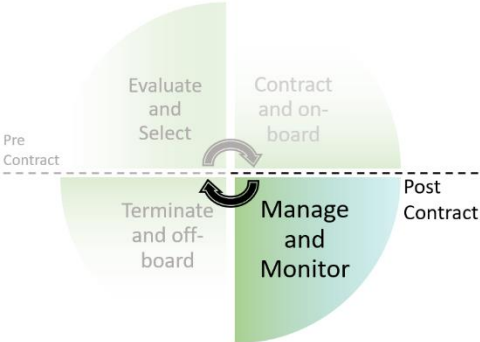 Evaluate
and
Select
Contract
and on-
board
Pre
Contract
Terminate
and off-
board
Manage
and
Monitor
Post
Contract